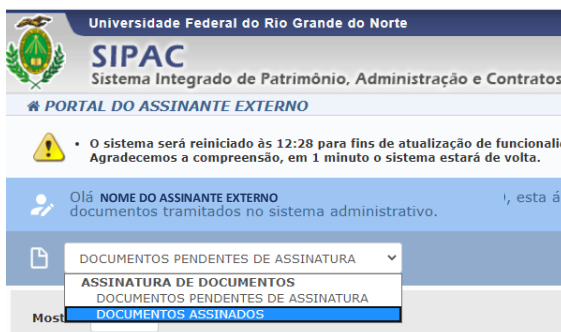 Universidade Federal do Rio Grande do Norte
SIPAC
Sistema Integrado de Patrimônio, Administração e Contratos
PORTAL DO ASSINANTE EXTERNO
• O sistema será reiniciado às 12:28 para fins de atualização de
Agradecemos a compreensão, em 1 minuto o sistema estará de volta.
Olá NOME DO ASSINANTE EXTERNO , esta
documentos tramitados no sistema administrativo.
DOCUMENTOS PENDENTES DE ASSINATURA
ASSINATURA DE DOCUMENTOS
DOCUMENTOS PENDENTES DE ASSINATURA
DOCUMENTOS ASSINADOS